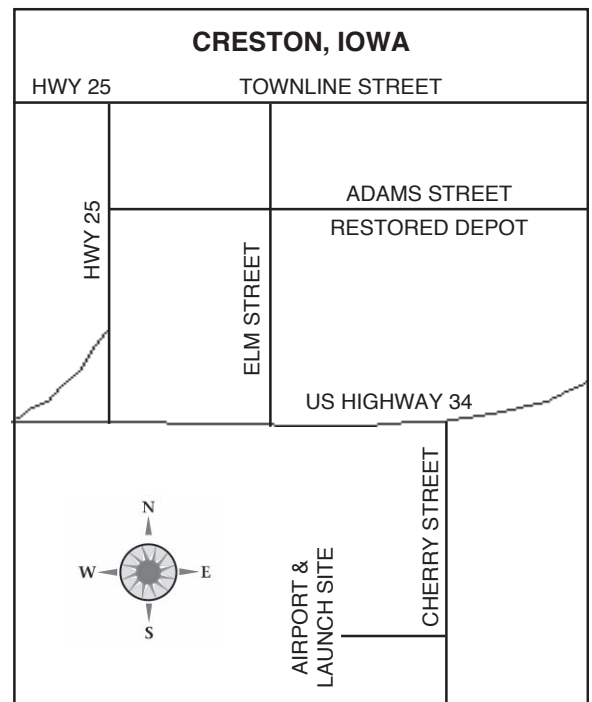 CRESTON, IOWA
HWY 25
TOWNLINE STREET
ADAMS STREET
RESTORED DEPOT
HWY 25
ELM STREET
US HIGHWAY 34
N
W
E
S
AIRPORT &
LAUNCH SITE
CHERRY STREET